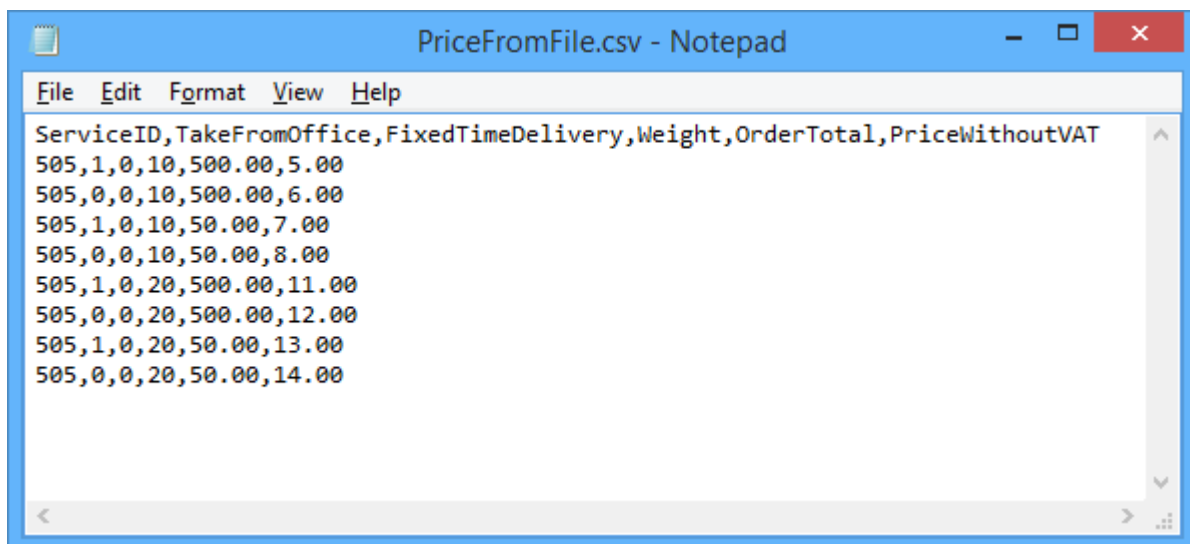 PriceFromFile.csv - Notepad
File Edit Format View Help
ServiceID,TakeFromOffice,FixedTimeDelivery,Weight,OrderTotal,PriceWithoutVAT
505,1,0,10,500.00,5.00
505,0,0,10,500.00,6.00
505,1,0,10,50.00,7.00
505,0,0,10,50.00,8.00
505,1,0,20,500.00,11.00
505,0,0,20,500.00,12.00
505,1,0,20,50.00,13.00
505,0,0,20,50.00,14.00